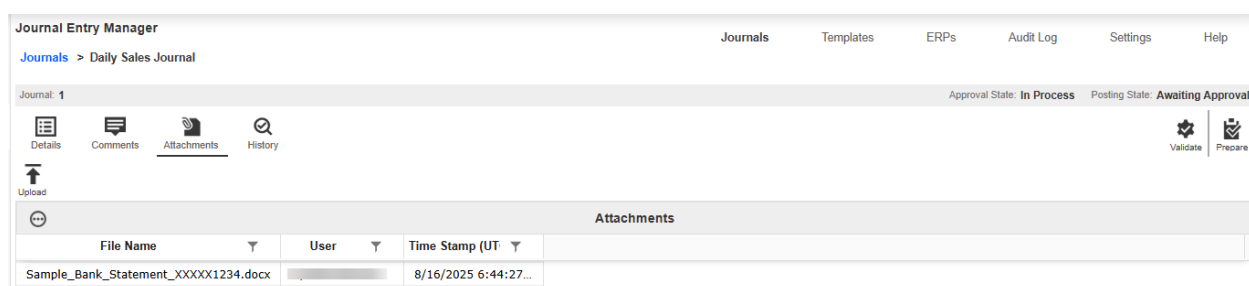 Journal Entry Manager
Journals Templates ERPs Audit Log Settings Help
Journals > Daily Sales Journal
Journal: 1 Approval State: In Process Posting State: Awaiting Approval
Details Comments Attachments History Validate Prepare
Upload
Attachments
File Name User Time Stamp (UT
Sample_Bank_Statement_XXXXX1234.docx 8/16/2025 6:44:27...